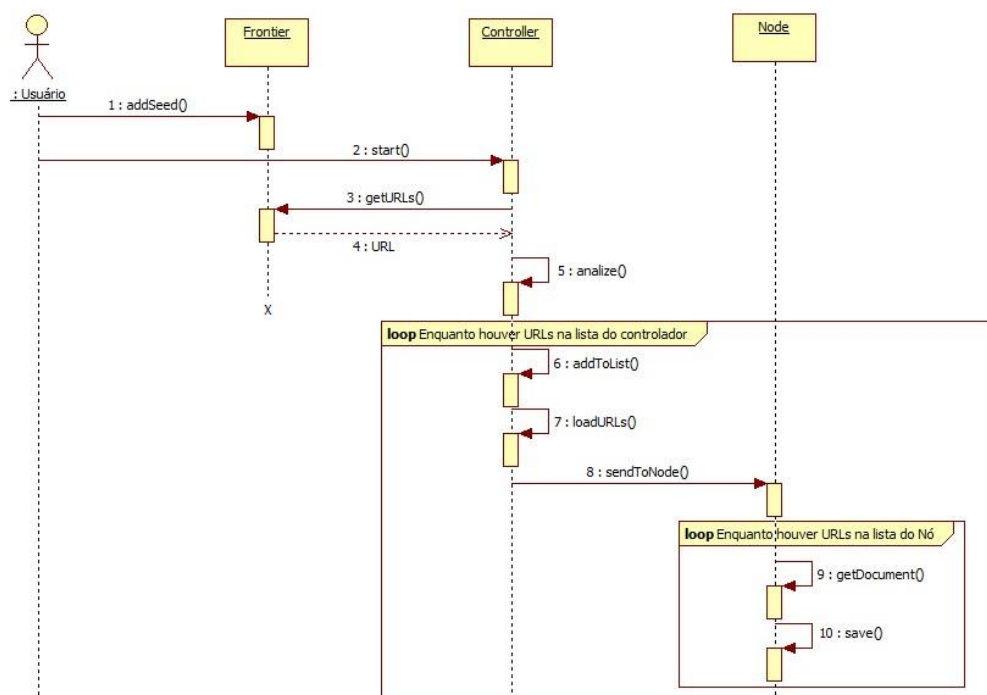 Frontier
Controller
Node
: Usuário
1 : addSeed()
2 : start()
3 : getURLs()
4 : URL
5 : analize()
X
loop Enquanto houver URLs na lista do controlador
6 : addToList()
7 : loadURLs()
8 : sendToNode()
loop Enquanto houver URLs na lista do Nó
9 : getDocument()
10 : save()